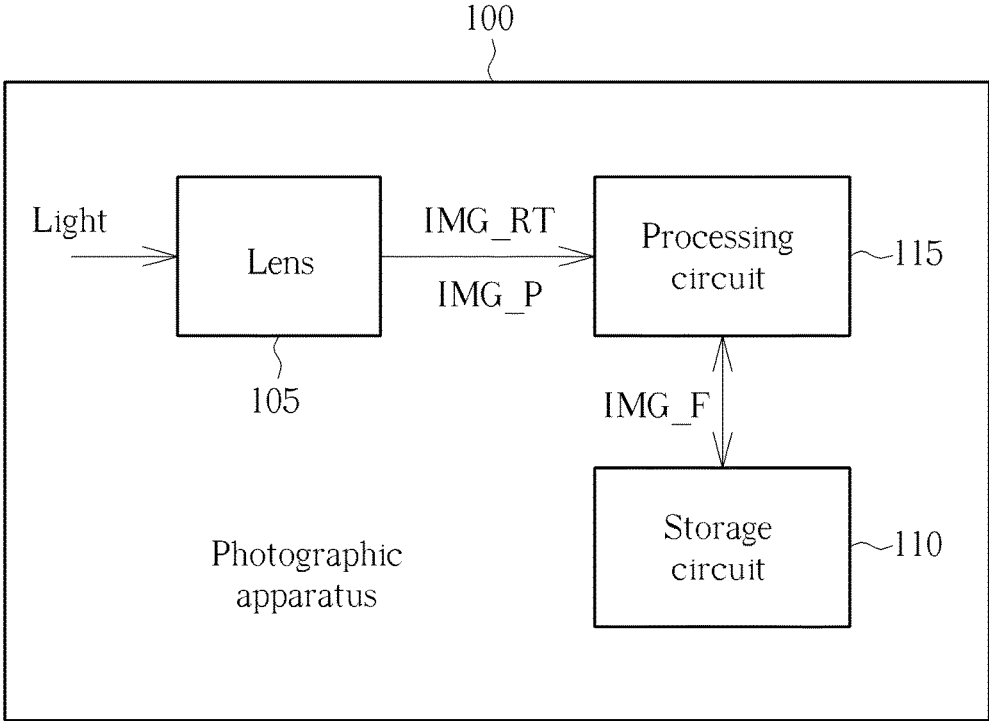 100
Light
Lens
IMG_RT
IMG_P
Processing
circuit
115
105
IMG_F
Storage
circuit
110
Photographic
apparatus